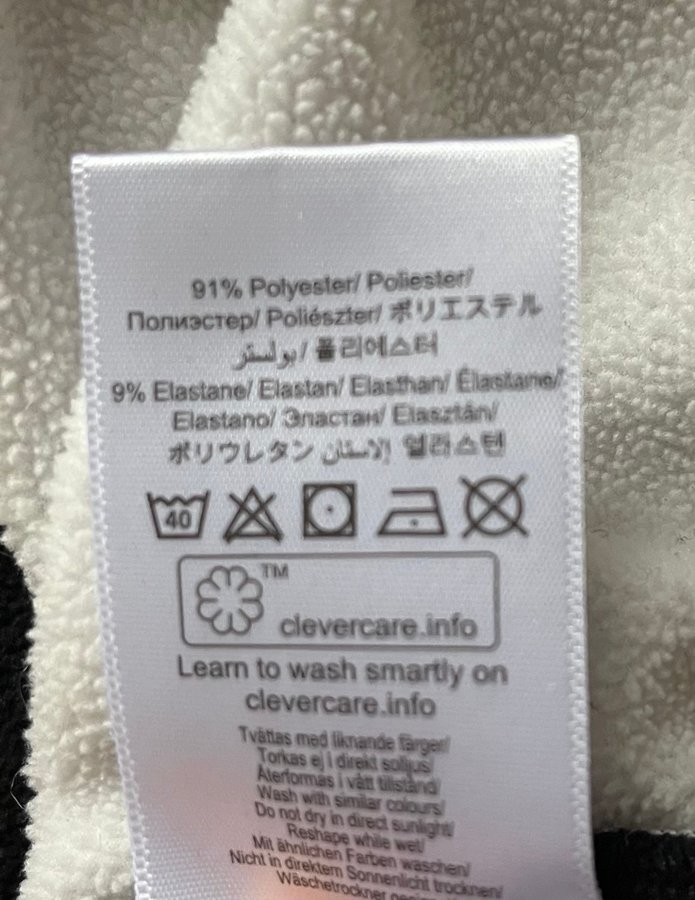 91% Polyester/ Poliester/
Полиэстер/ Poliészter/ ポリエステル
بولستر/ 폴리에스터
9% Elastane/ Elastan/ Elasthan/ Élastane/
Elastano/ Эластан/ Elasztán/
ポリウレタン إلاستان 엘라스턴
40
TM
clevercare.info
Learn to wash smartly on
clevercare.info
Tvättas med liknande färger/
Torkas ej i direkt solljus/
Återformas i vått tillstånd/
Wash with similar colours/
Do not dry in direct sunlight/
Reshape while wet/
Mit ähnlichen Farben waschen/
Nicht in direktem Sonnenlicht trocknen/
Wäschetrockner